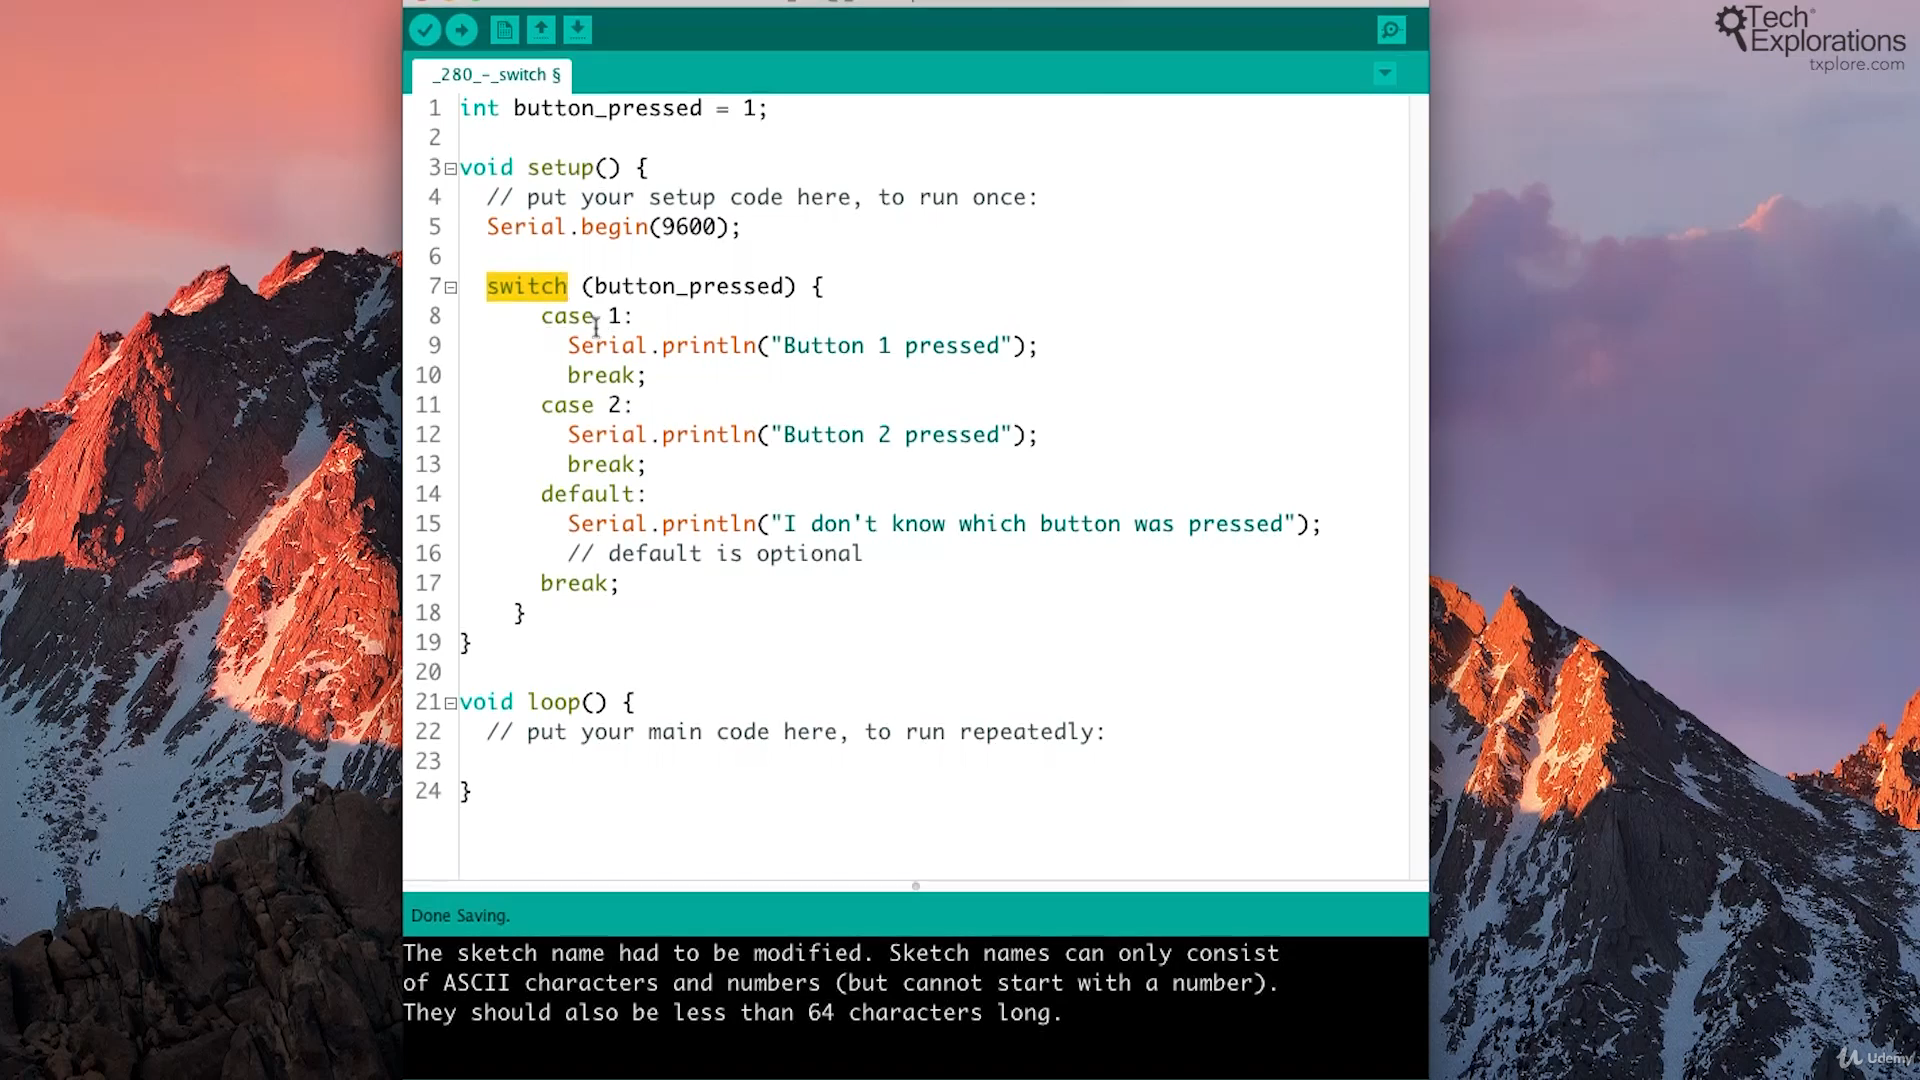 Tech
Explorations
txplore.com
_280_-_switch §
1 int button_pressed = 1;
2
3 void setup() {
4 // put your setup code here, to run once:
5 Serial.begin(9600);
6
7 switch (button_pressed) {
8 case 1:
9 Serial.println("Button 1 pressed");
10 break;
11 case 2:
12 Serial.println("Button 2 pressed");
13 break;
14 default:
15 Serial.println("I don't know which button was pressed");
16 // default is optional
17 break;
18 }
19 }
20
21 void loop() {
22 // put your main code here, to run repeatedly:
23
24 }
Done Saving.
The sketch name had to be modified. Sketch names can only consist
of ASCII characters and numbers (but cannot start with a number).
They should also be less than 64 characters long.
Udemy